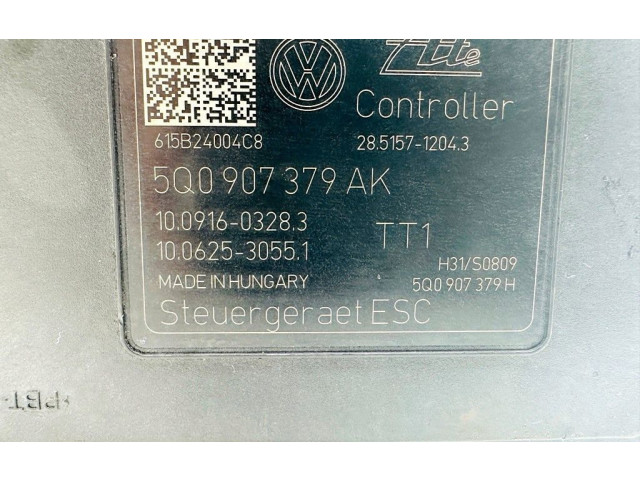 Ate
Controller
615B24004C8
28.5157-1204.3
5Q0 907 379 AK
10.0916-0328.3
10.0625-3055.1
TT1
H31/S0809
MADE IN HUNGARY
5Q0 907 379 H
Steuergeraet ESC